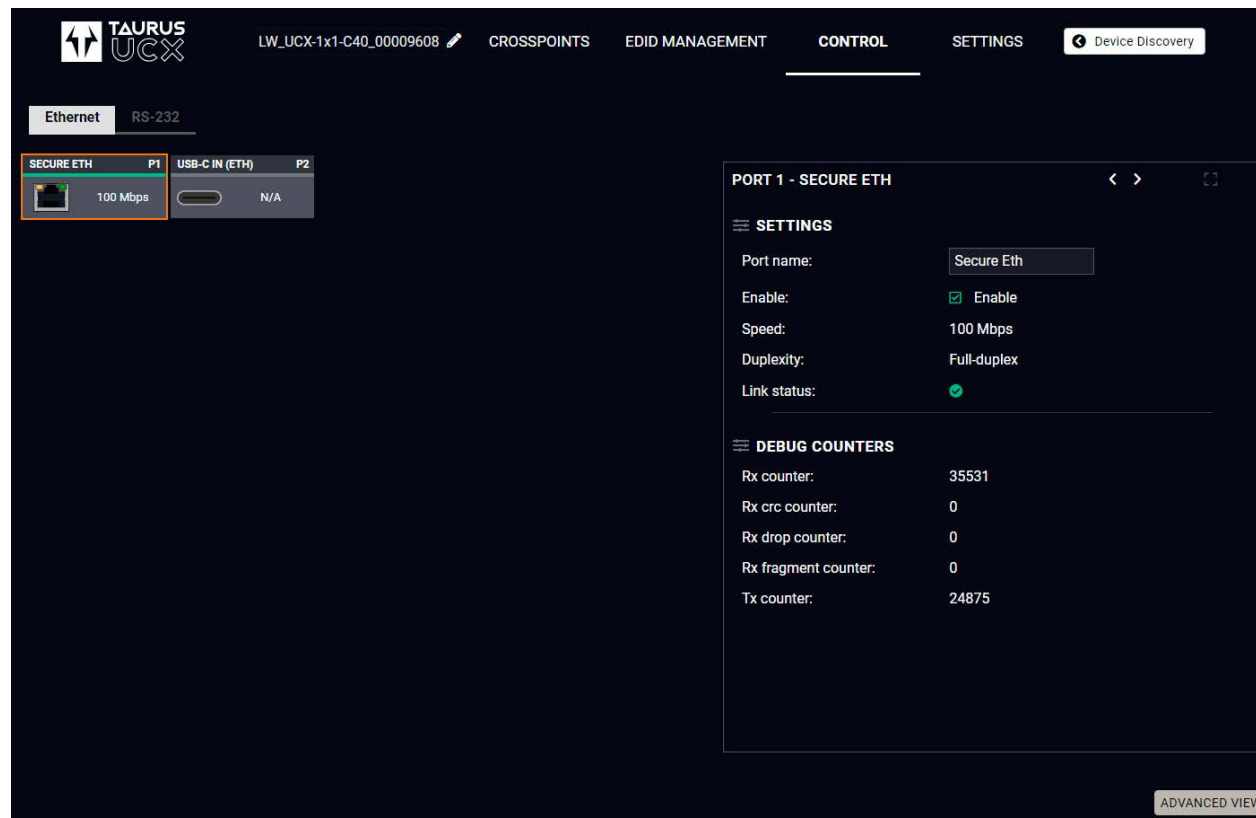 TAURUS
UCX
LW_UCX-1x1-C40_00009608 CROSSPOINTS EDID MANAGEMENT CONTROL SETTINGS Device Discovery
Ethernet RS-232
SECURE ETH P1 USB-C IN (ETH) P2
100 Mbps N/A
PORT 1 - SECURE ETH
SETTINGS
Port name: Secure Eth
Enable: Enable
Speed: 100 Mbps
Duplexity: Full-duplex
Link status:
DEBUG COUNTERS
Rx counter: 35531
Rx crc counter: 0
Rx drop counter: 0
Rx fragment counter: 0
Tx counter: 24875
ADVANCED VIEW